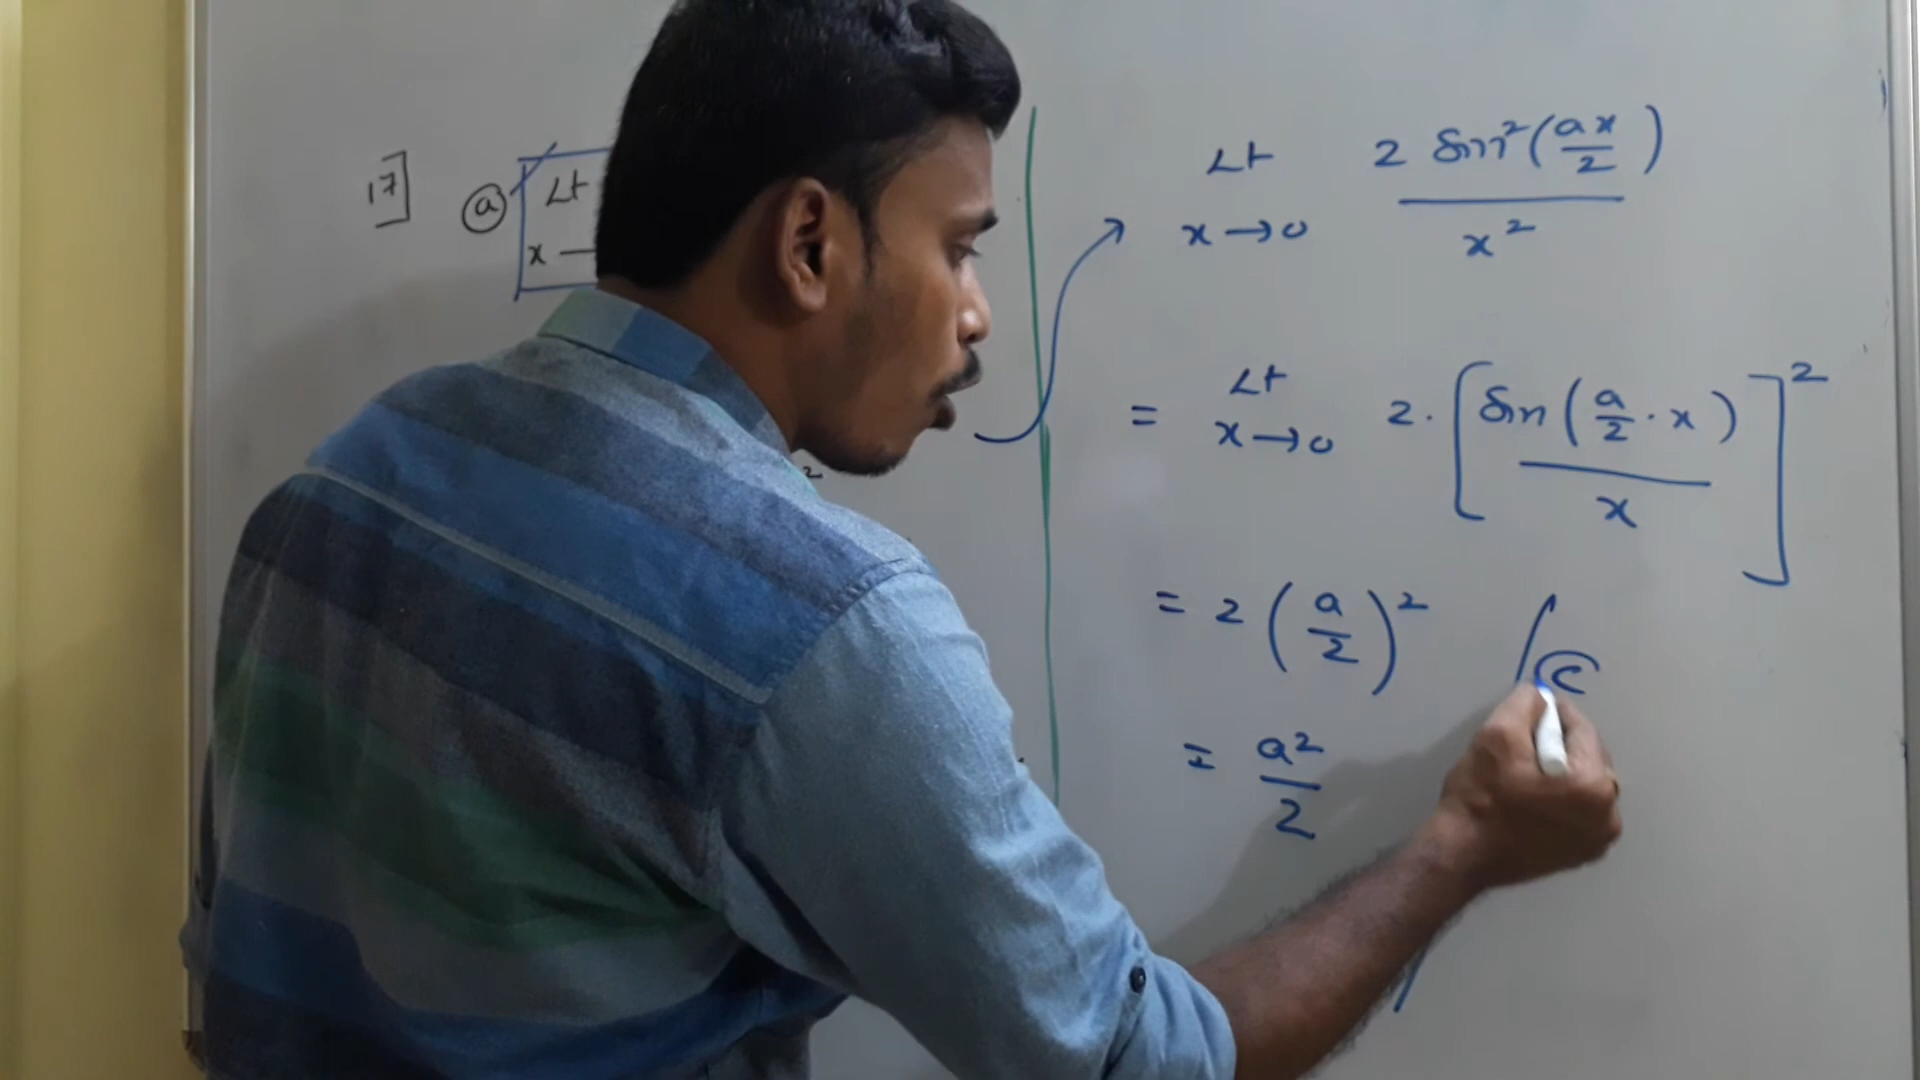 17]
ⓐ Lt
x →
2
Lt 2 sin²(ax/2)
x→0 x²
= Lt 2·[sin(a/2·x)]²
x→0 x
= 2(a/2)² ⓒ
= a²/2